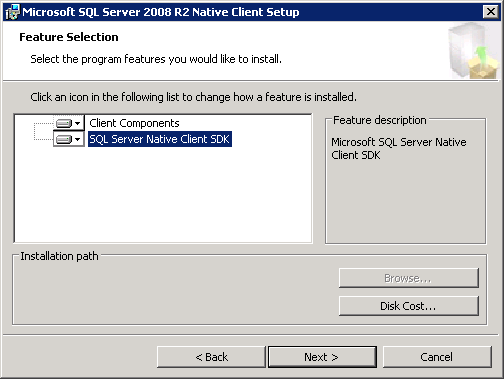 Microsoft SQL Server 2008 R2 Native Client Setup
Feature Selection
Select the program features you would like to install.
Click an icon in the following list to change how a feature is installed.
Client Components
SQL Server Native Client SDK
Feature description
Microsoft SQL Server Native
Client SDK
Installation path
Browse...
Disk Cost...
< Back
Next >
Cancel